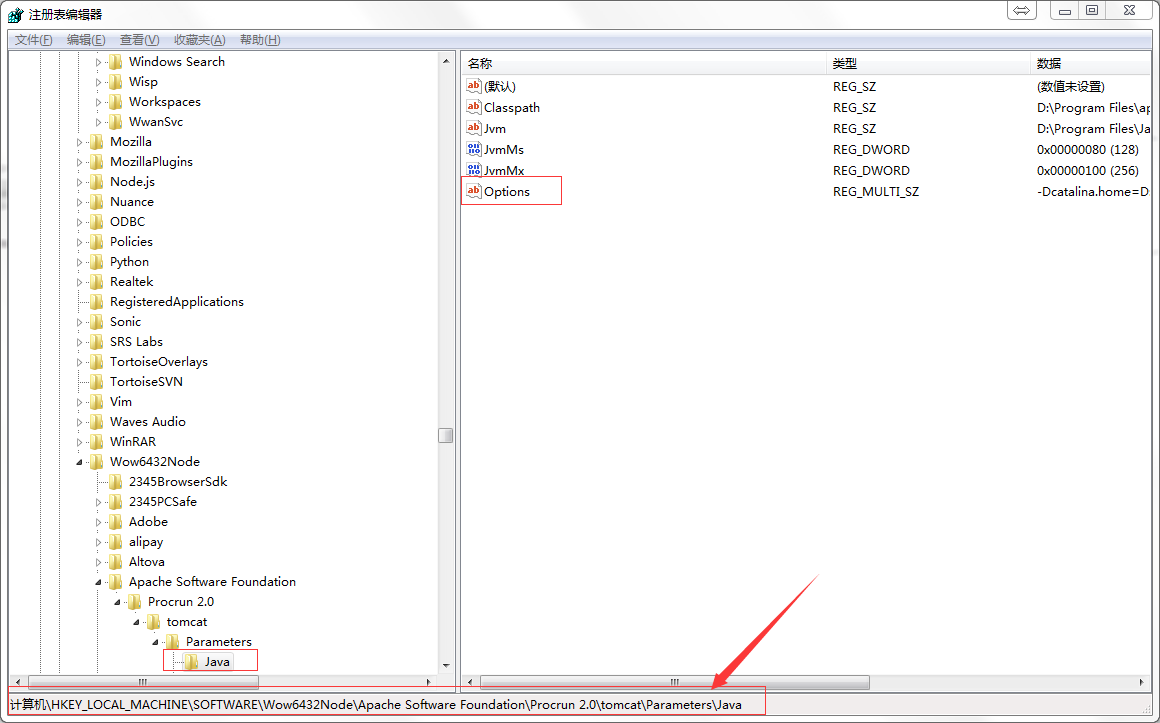 注册表编辑器
文件(F) 编辑(E) 查看(V) 收藏夹(A) 帮助(H)
Windows Search
Wisp
Workspaces
WwanSvc
Mozilla
MozillaPlugins
Node.js
Nuance
ODBC
Policies
Python
Realtek
RegisteredApplications
Sonic
SRS Labs
TortoiseOverlays
TortoiseSVN
Vim
Waves Audio
WinRAR
Wow6432Node
2345BrowserSdk
2345PCSafe
Adobe
alipay
Altova
Apache Software Foundation
Procrun 2.0
tomcat
Parameters
Java
名称 类型 数据
(默认) REG_SZ (数值未设置)
Classpath REG_SZ D:\Program Files\ap
Jvm REG_SZ D:\Program Files\Ja
JvmMs REG_DWORD 0x00000080 (128)
JvmMx REG_DWORD 0x00000100 (256)
Options REG_MULTI_SZ -Dcatalina.home=D
计算机\HKEY_LOCAL_MACHINE\SOFTWARE\Wow6432Node\Apache Software Foundation\Procrun 2.0\tomcat\Parameters\Java